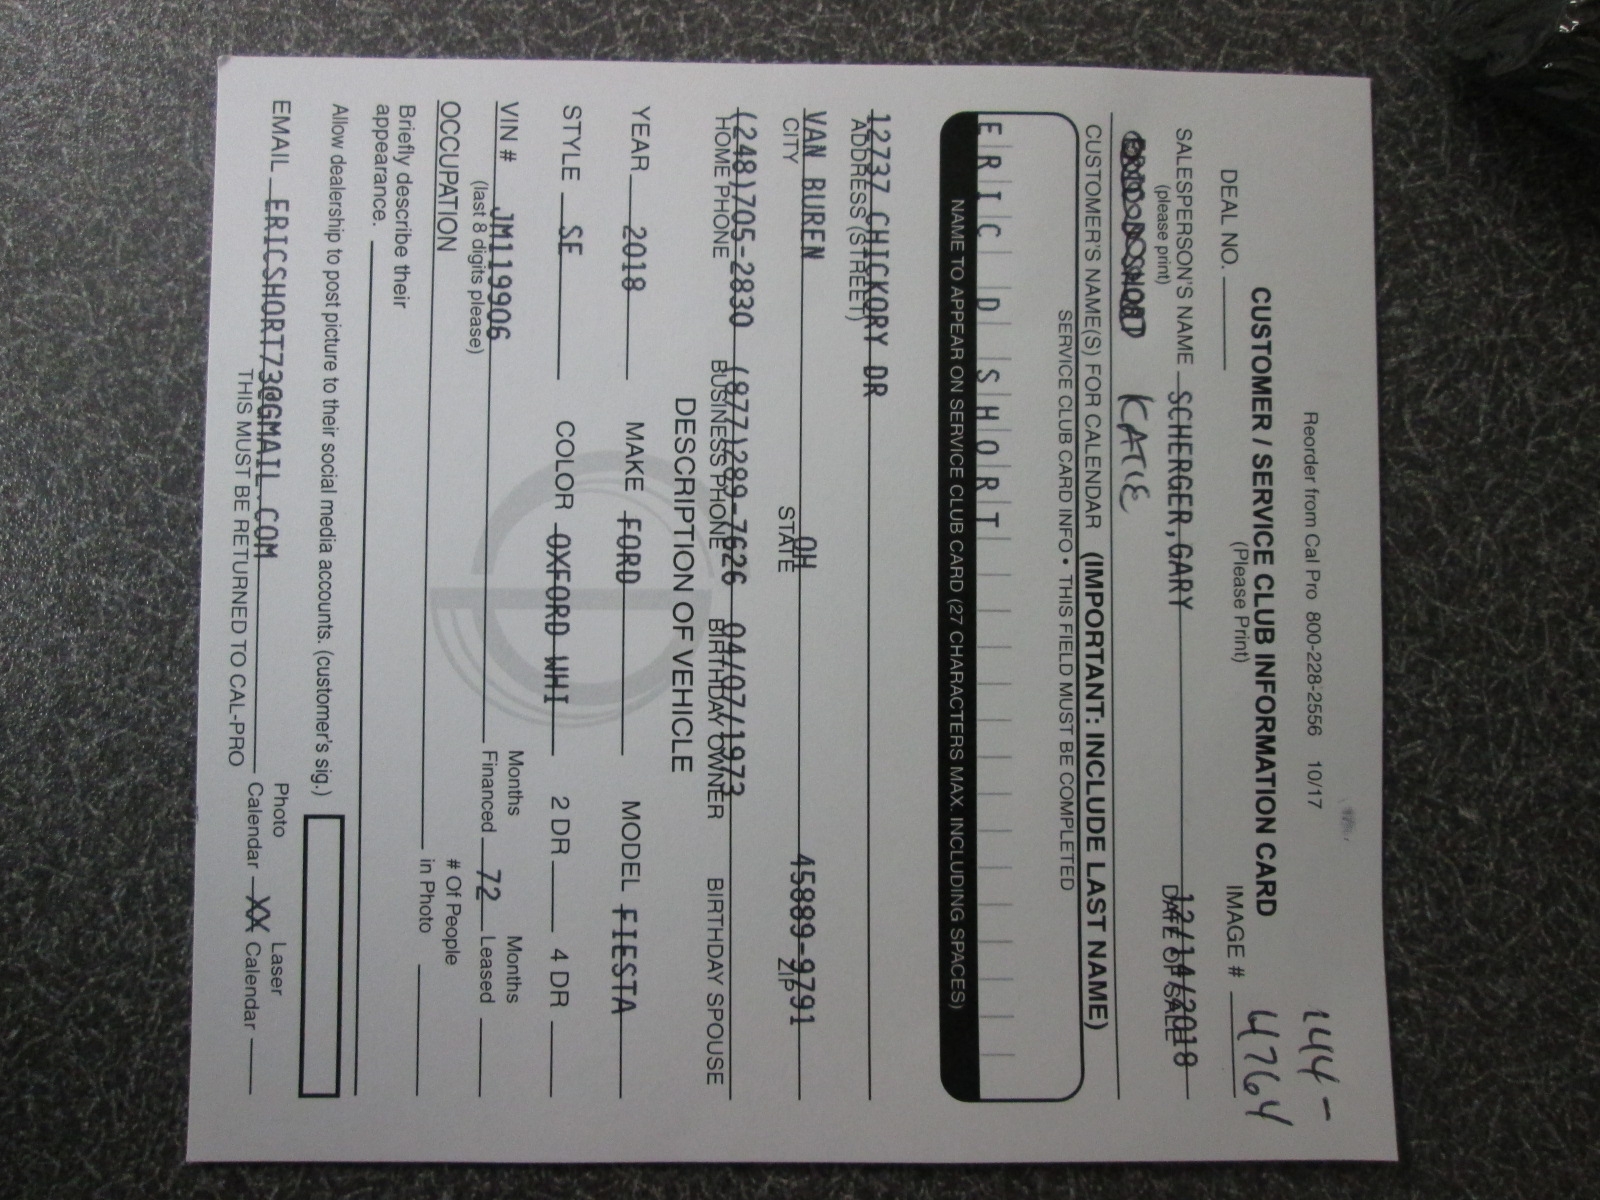 Reorder from Cal Pro 800-228-2556 10/17
144-
CUSTOMER / SERVICE CLUB INFORMATION CARD
(Please Print)
DEAL NO. IMAGE # 4764
SALESPERSON'S NAME SCHERGER,GARY 12/14/2018
(please print) DATE OF SALE
KATIE
CUSTOMER'S NAME(S) FOR CALENDAR (IMPORTANT: INCLUDE LAST NAME)
SERVICE CLUB CARD INFO • THIS FIELD MUST BE COMPLETED
ERIC D SHORT
NAME TO APPEAR ON SERVICE CLUB CARD (27 CHARACTERS MAX. INCLUDING SPACES)
12737 CHICKORY DR
ADDRESS (STREET)
VAN BUREN OH 45889-9791
CITY STATE ZIP
(248)705-2830 (877)289-7626 04/07/1973
HOME PHONE BUSINESS PHONE BIRTHDAY OWNER BIRTHDAY SPOUSE
DESCRIPTION OF VEHICLE
YEAR 2018 MAKE FORD MODEL FIESTA
STYLE SE COLOR OXFORD WHI 2 DR 4 DR
VIN # JM119906 Months Financed 72 Months Leased
(last 8 digits please)
OCCUPATION # Of People in Photo
Briefly describe their
appearance.
Allow dealership to post picture to their social media accounts. (customer's sig.)
EMAIL ERICSHORT73@GMAIL.COM Photo Calendar XX Laser Calendar
THIS MUST BE RETURNED TO CAL-PRO